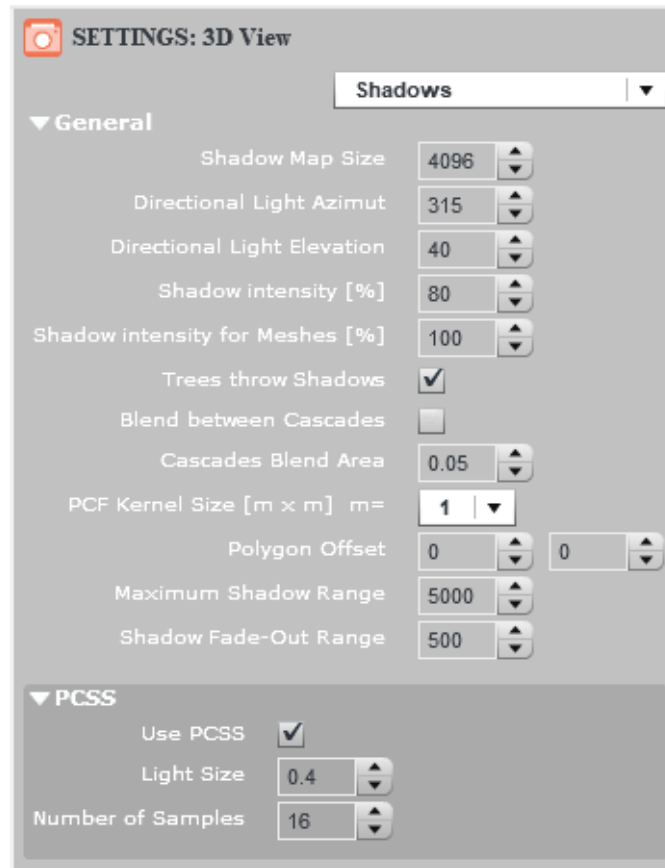 SETTINGS: 3D View
Shadows
General
Shadow Map Size 4096
Directional Light Azimut 315
Directional Light Elevation 40
Shadow intensity [%] 80
Shadow intensity for Meshes [%] 100
Trees throw Shadows
Blend between Cascades
Cascades Blend Area 0.05
PCF Kernel Size [m x m] m= 1
Polygon Offset 0 0
Maximum Shadow Range 5000
Shadow Fade-Out Range 500
PCSS
Use PCSS
Light Size 0.4
Number of Samples 16